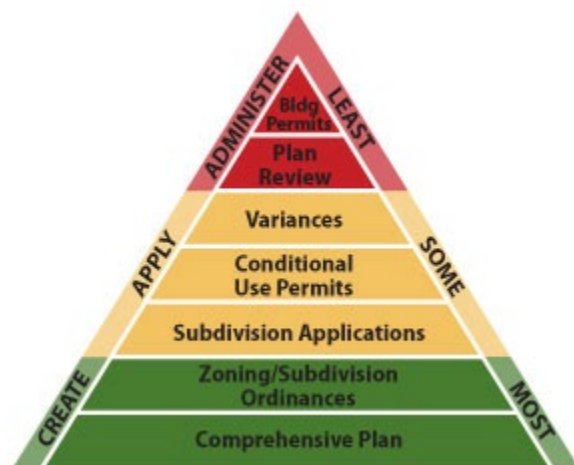 ADMINISTER
LEAST
Bldg
Permits
Plan
Review
APPLY
SOME
Variances
Conditional
Use Permits
Subdivision Applications
CREATE
MOST
Zoning/Subdivision
Ordinances
Comprehensive Plan